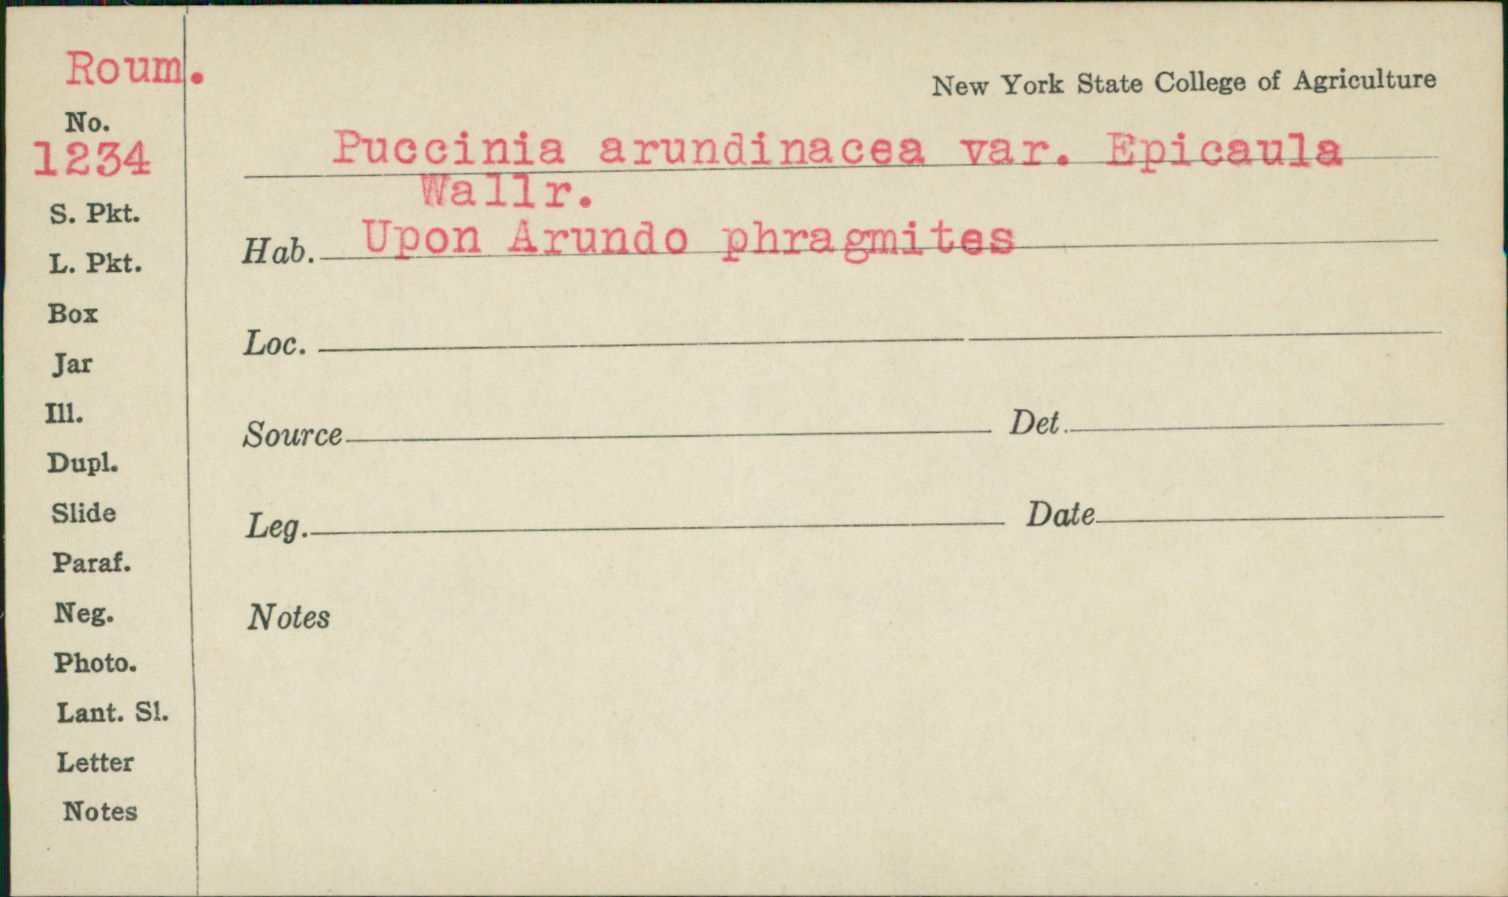 Roum.
No.
1234
S. Pkt.
L. Pkt.
Box
Jar
Ill.
Dupl.
Slide
Paraf.
Neg.
Photo.
Lant. Sl.
Letter
Notes
New York State College of Agriculture
Puccinia arundinacea var. Epicaula
Wallr.
Hab. Upon Arundo phragmites
Loc.
Source Det.
Leg. Date
Notes